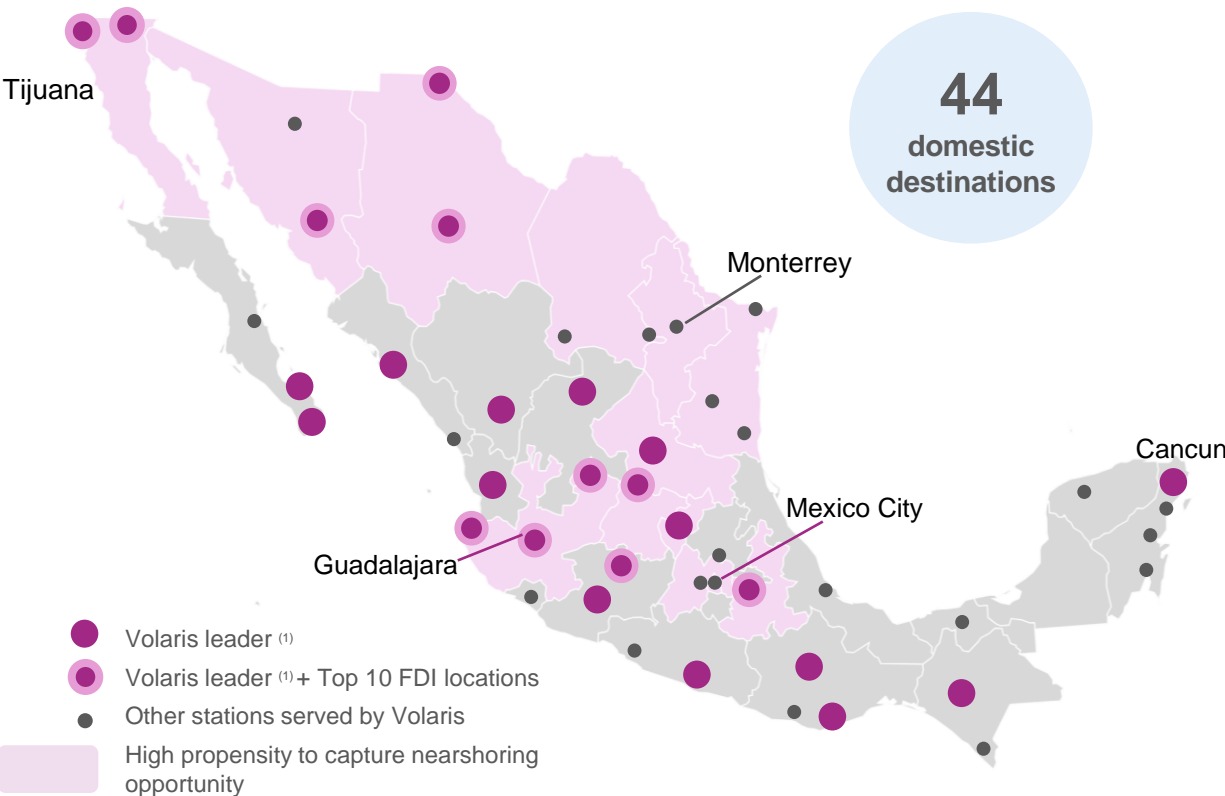 44
domestic
destinations
Tijuana
Monterrey
Cancun
Mexico City
Guadalajara
Volaris leader (1)
Volaris leader (1) + Top 10 FDI locations
Other stations served by Volaris
High propensity to capture nearshoring
opportunity